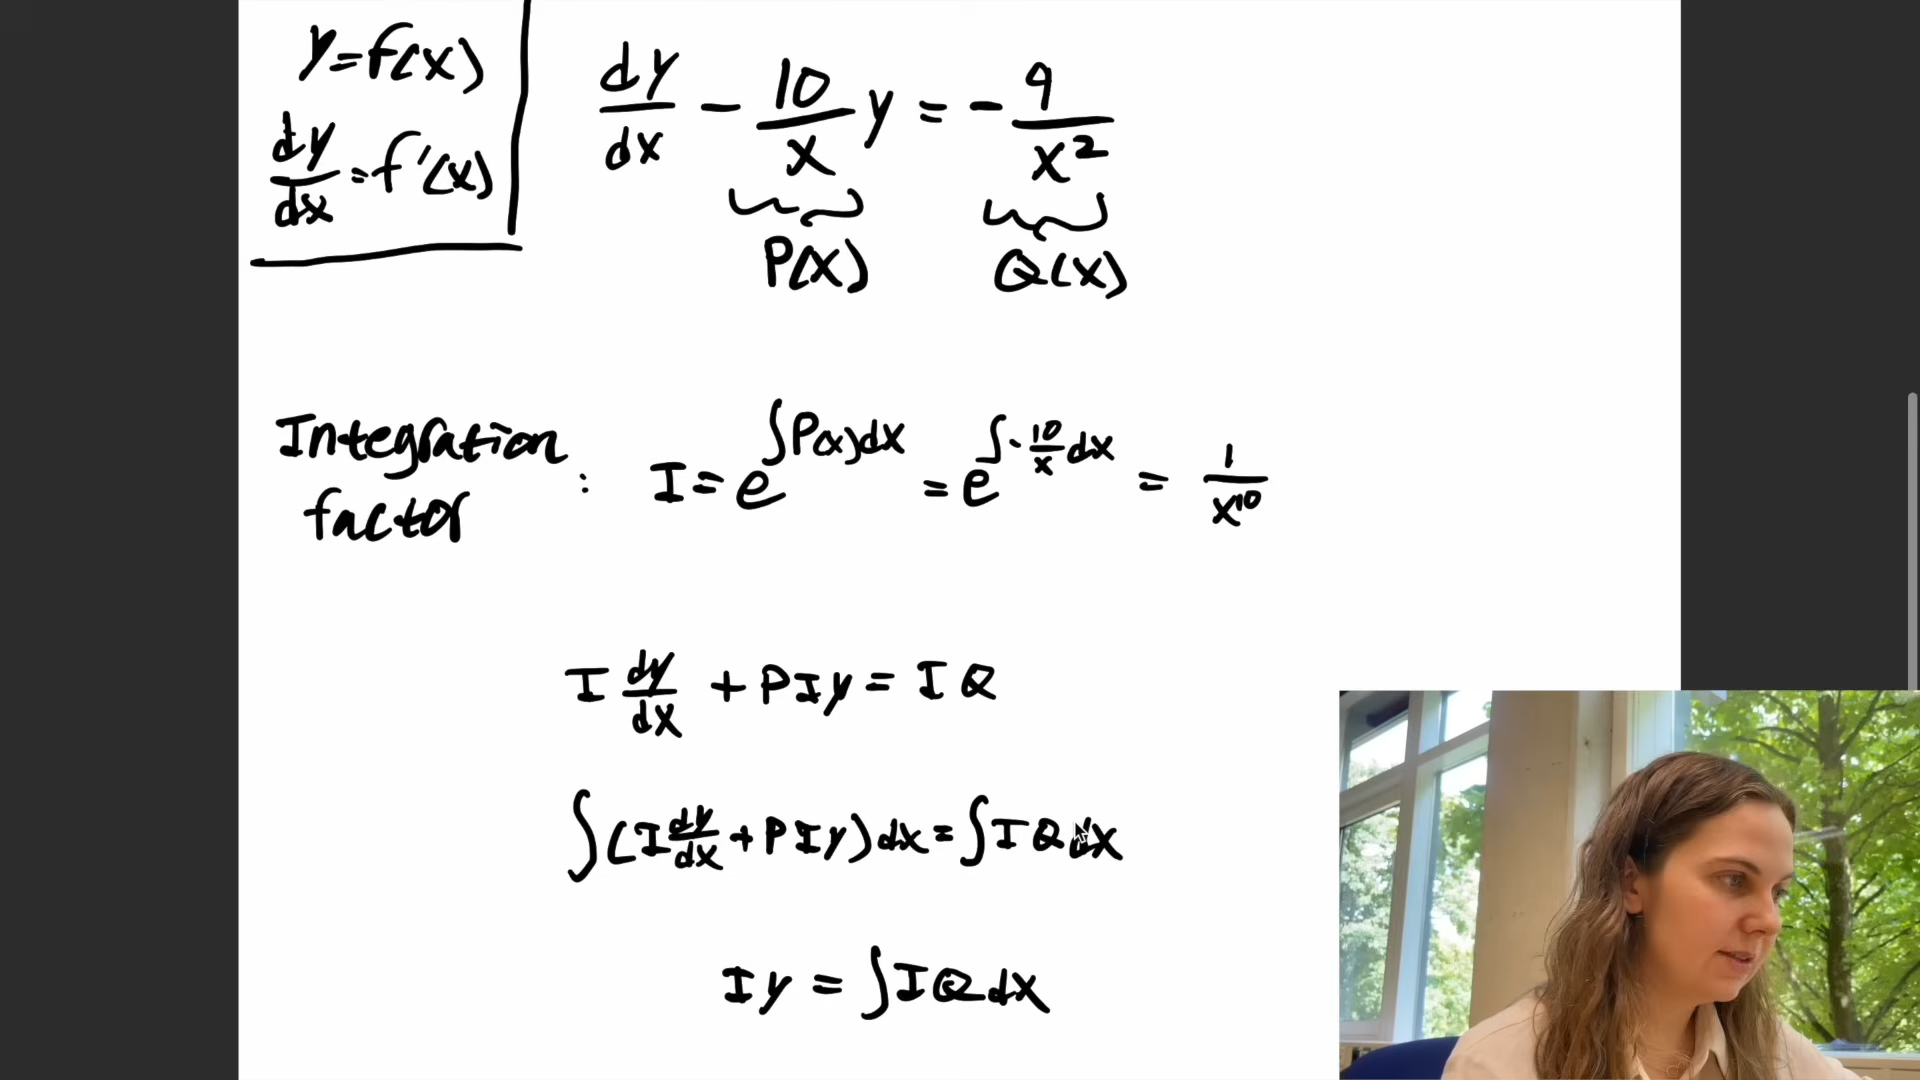 y=f(x)
dy/dx=f'(x)
dy/dx - 10/x y = - 9/x²
P(x) Q(x)
Integration
factor : I = e^∫P(x)dx = e^∫-10/x dx = 1/x¹⁰
I dy/dx + PIy = IQ
∫(I dy/dx + PIy)dx = ∫IQdx
Iy = ∫IQdx